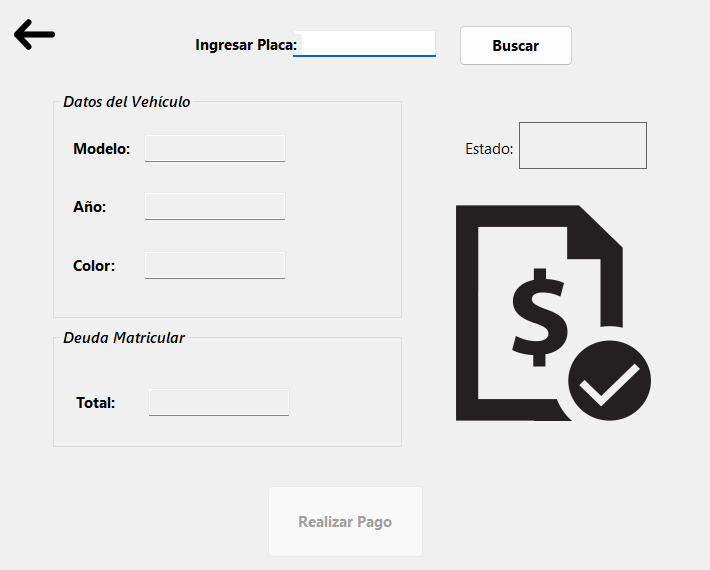 Ingresar Placa:
Buscar
Datos del Vehículo
Modelo:
Estado:
Año:
Color:
$
Deuda Matricular
Total:
Realizar Pago